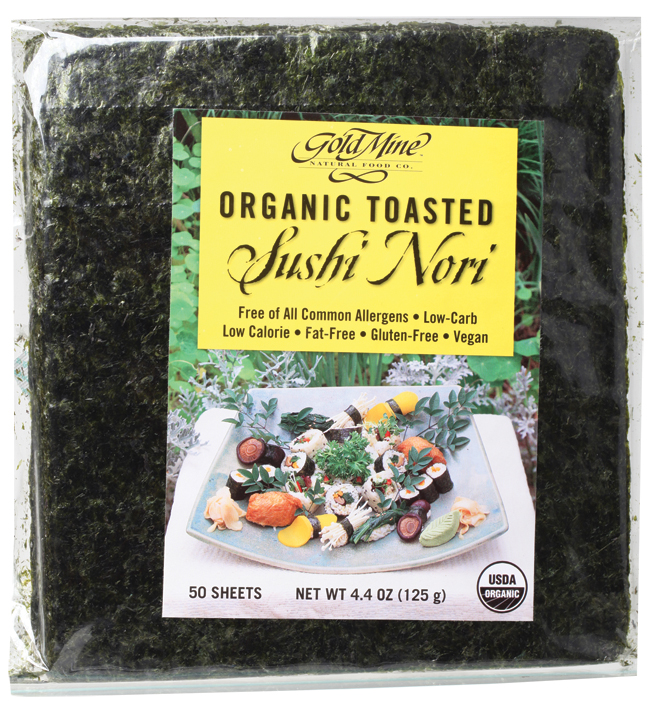 Gold Mine
NATURAL FOOD CO.
ORGANIC TOASTED
Sushi Nori
Free of All Common Allergens • Low-Carb
Low Calorie • Fat-Free • Gluten-Free • Vegan
50 SHEETS NET WT 4.4 OZ (125 g)
USDA
ORGANIC